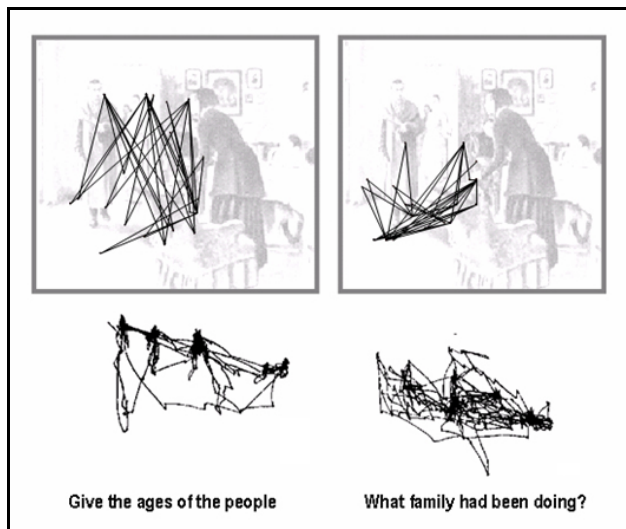 Give the ages of the people
What family had been doing?